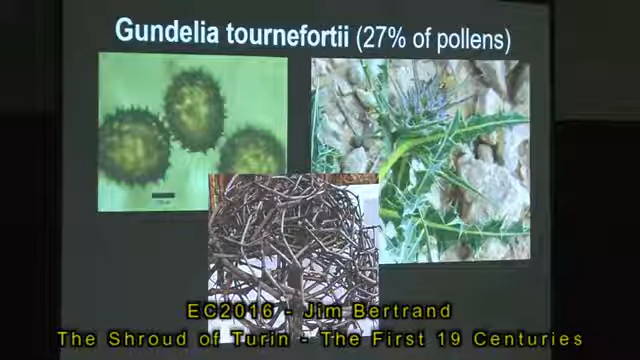 Gundelia tournefortii (27% of pollens)
EC2016 - Jim Bertrand
The Shroud of Turin - The First 19 Centuries